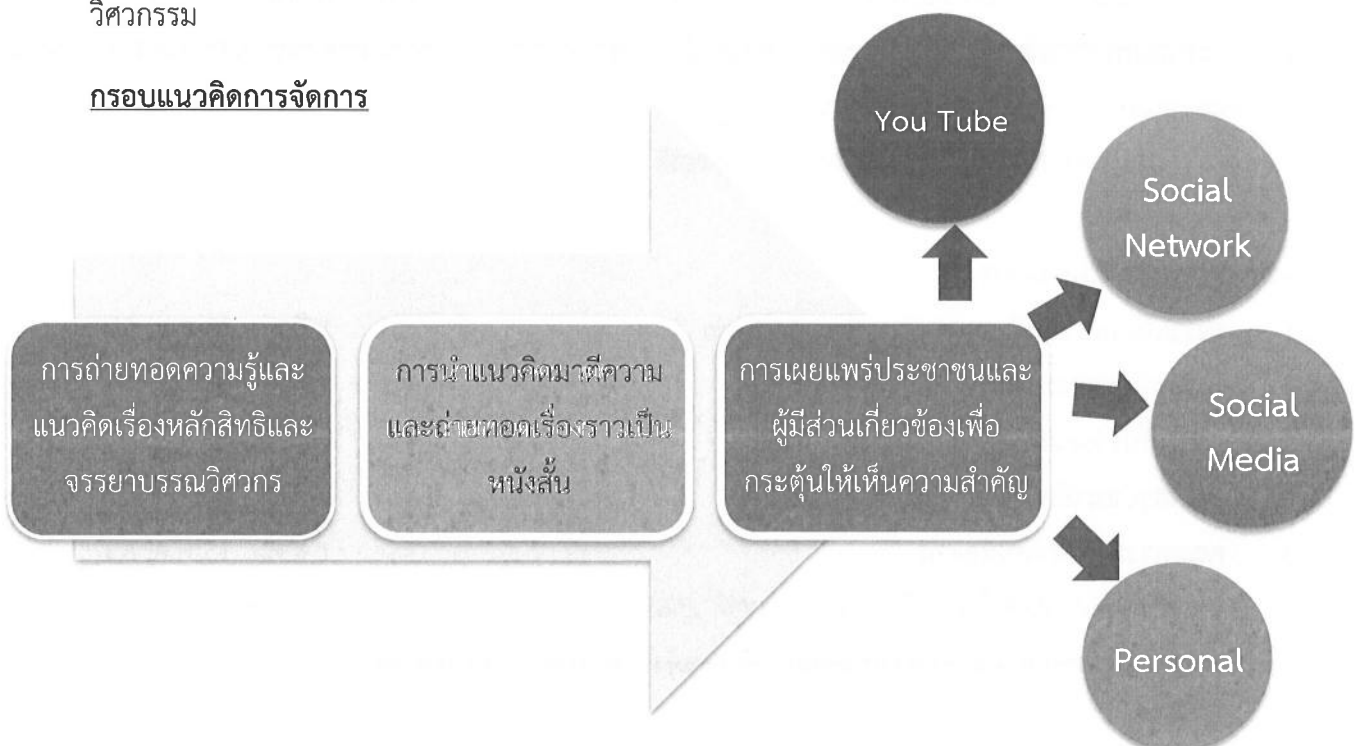 วิศวกรรม
กรอบแนวคิดการจัดการ
You Tube
Social
Network
การถ่ายทอดความรู้และ
แนวคิดเรื่องหลักสิทธิและ
จรรยาบรรณวิศวกร
การนำแนวคิดมาตีความ
และถ่ายทอดเรื่องราวเป็น
หนังสั้น
การเผยแพร่ประชาชนและ
ผู้มีส่วนเกี่ยวข้องเพื่อ
กระตุ้นให้เห็นความสำคัญ
Social
Media
Personal